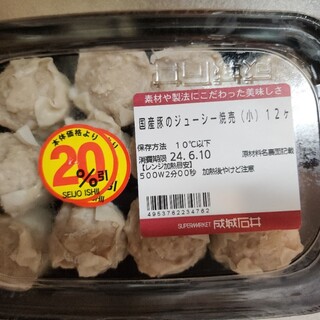 素材や製法にこだわった美味しさ
国産豚のジューシー焼売(小)12ヶ
保存方法 10℃以下
消費期限 24.6.10 原材料名裏面記載
【レンジ加熱目安】
500W2分00秒 加熱後やけど注意
4953762234762
SUPERMARKET 成城石井
本体価格より
20%引
SEIJO ISHII